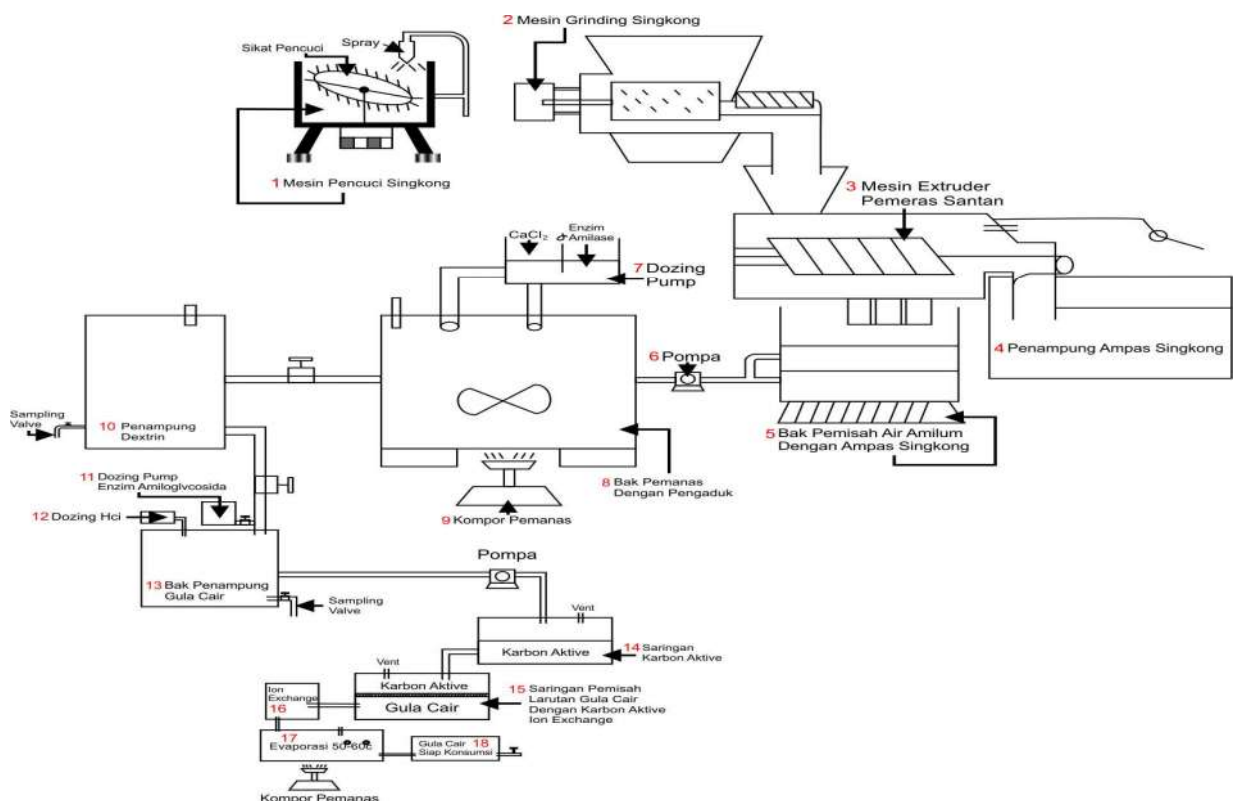 2 Mesin Grinding Singkong
Sikat Pencuci
Spray
1 Mesin Pencuci Singkong
3 Mesin Extruder
Pemeras Santan
CaCl₂
Enzim
Amilase
7 Dozing
Pump
6 Pompa
4 Penampung Ampas Singkong
5 Bak Pemisah Air Amilum
Dengan Ampas Singkong
Sampling
Valve
10 Penampung
Dextrin
11 Dozing Pump
Enzim Amiloglvcosida
8 Bak Pemanas
Dengan Pengaduk
9 Kompor Pemanas
12 Dozing Hci
13 Bak Penampung
Gula Cair
Pompa
Sampling
Valve
Vent
Karbon Aktive
14 Saringan
Karbon Aktive
Vent
Karbon Aktive
Gula Cair
15 Saringan Pemisah
Larutan Gula Cair
Dengan Karbon Aktive
Ion Exchange
Ion
Exchange
16
17
Evaporasi 50-60c
Gula Cair 18
Siap Konsumsi
Kompor Pemanas